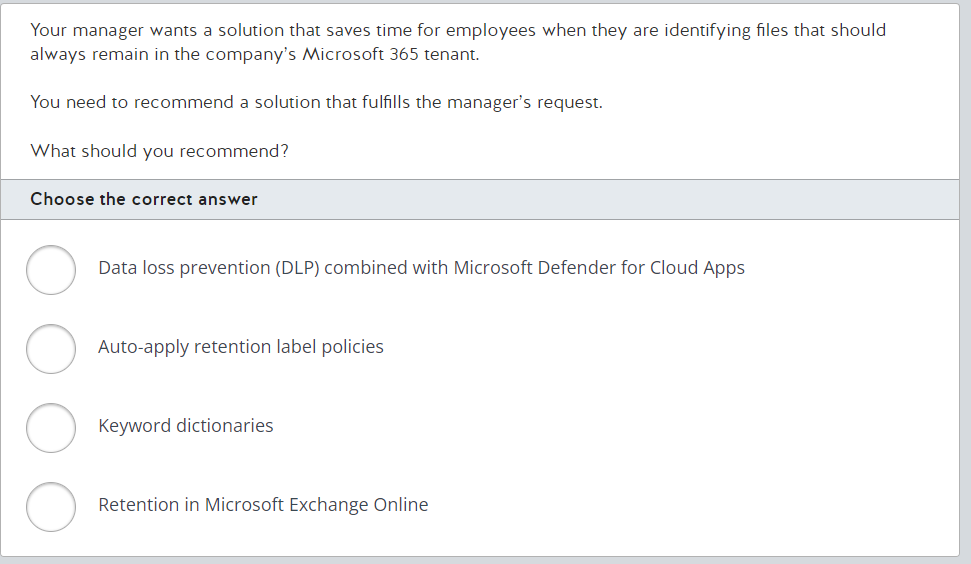 Your manager wants a solution that saves time for employees when they are identifying files that should
always remain in the company's Microsoft 365 tenant.
You need to recommend a solution that fulfills the manager's request.
What should you recommend?
Choose the correct answer
Data loss prevention (DLP) combined with Microsoft Defender for Cloud Apps
Auto-apply retention label policies
Keyword dictionaries
Retention in Microsoft Exchange Online